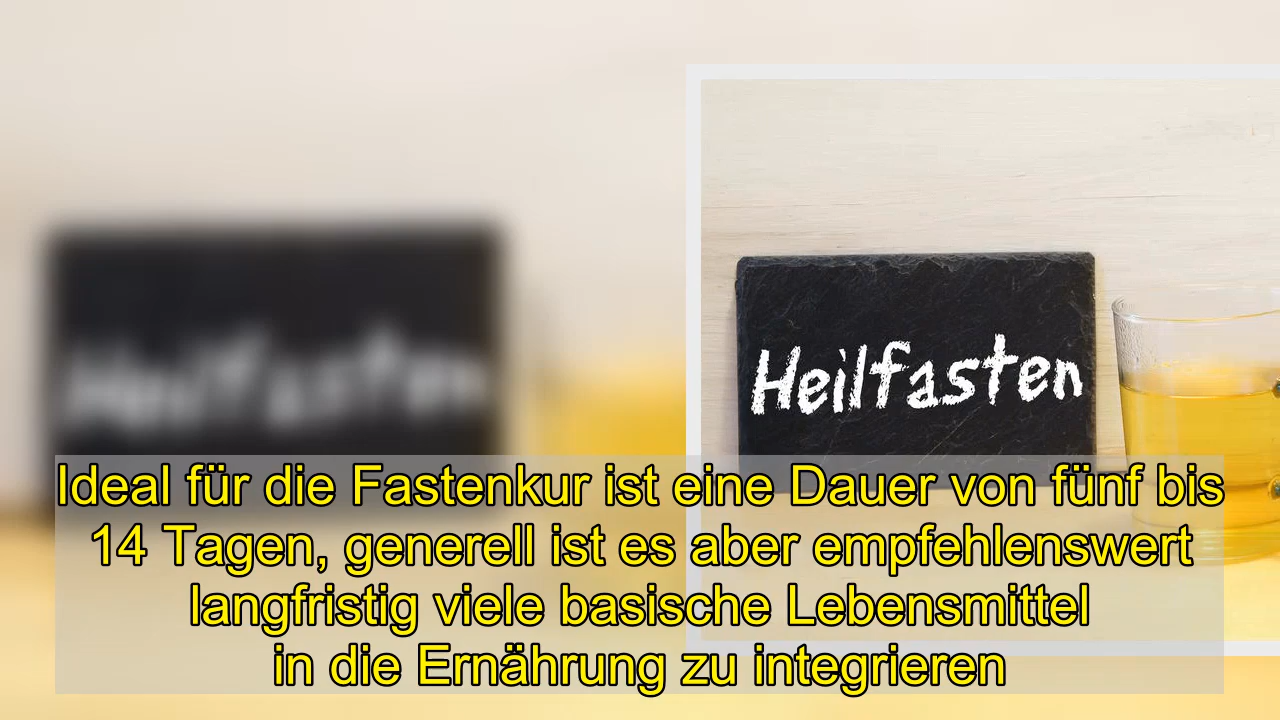 Heilfasten
Ideal für die Fastenkur ist eine Dauer von fünf bis
14 Tagen, generell ist es aber empfehlenswert
langfristig viele basische Lebensmittel
in die Ernährung zu integrieren